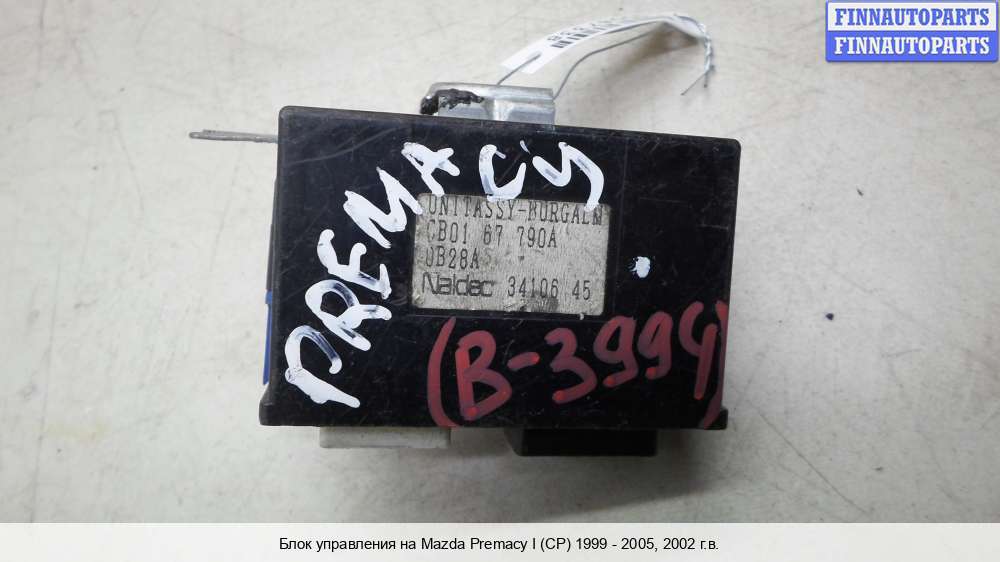 FINNAUTOPARTS
FINNAUTOPARTS
PREMACY
UNITASSY-BURGALM
CB01 67 790A
0B28A
Naldec 34106 45
(B-3994)
Блок управления на Mazda Premacy I (CP) 1999 - 2005, 2002 г.в.